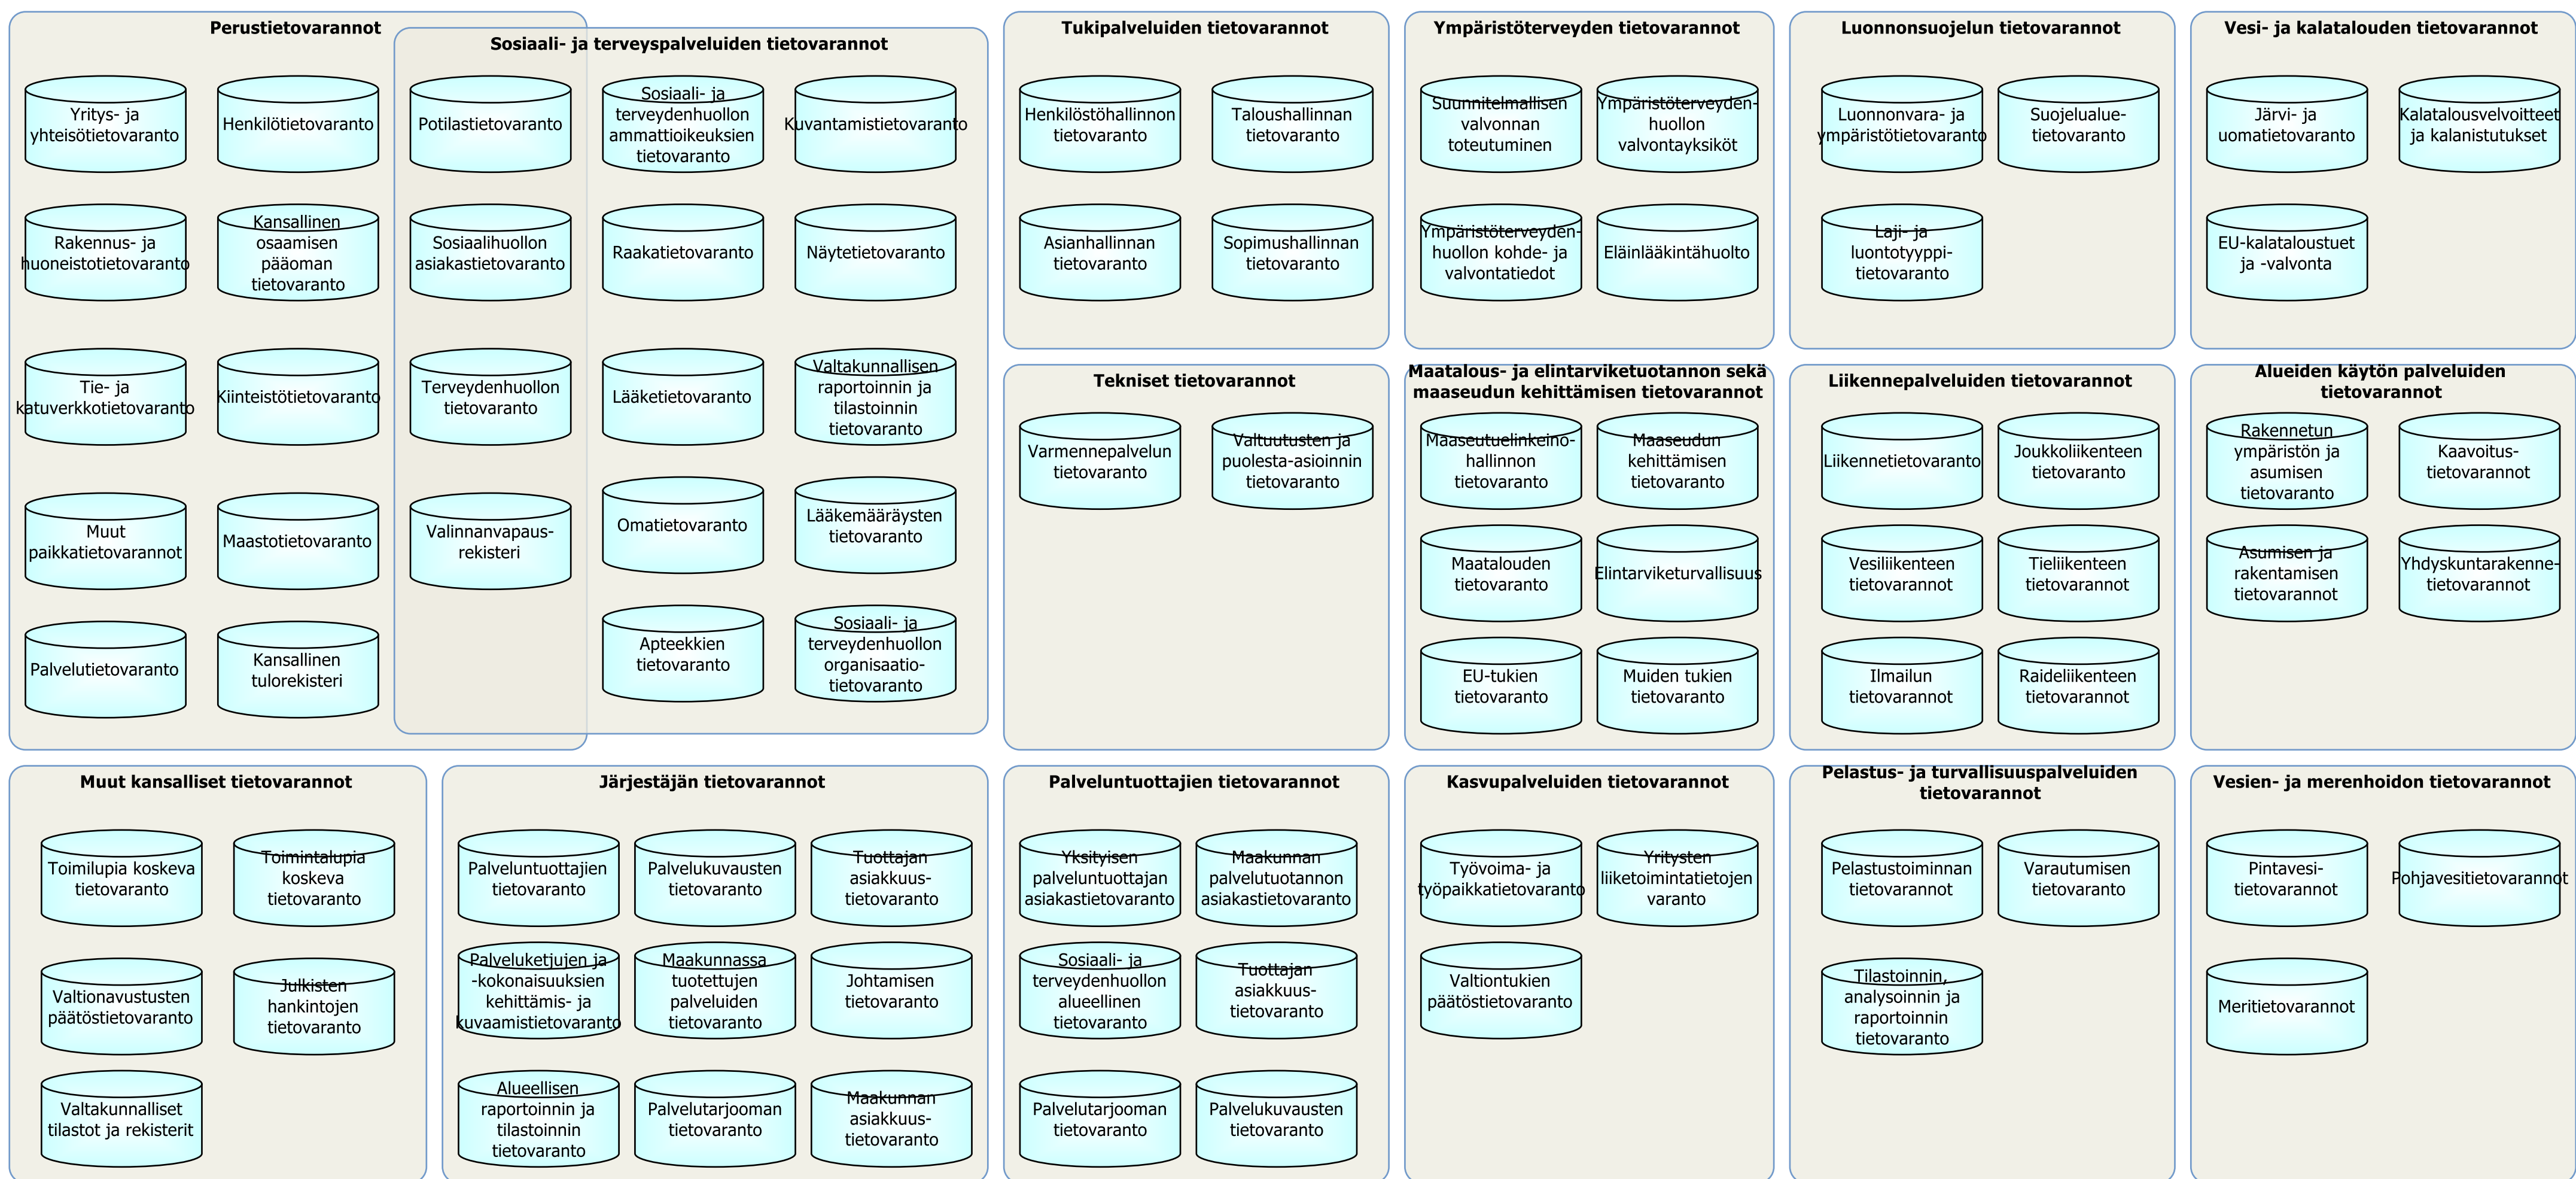 Perustietovarannot
Yritys- ja
yhteisötietovaranto
Henkilötietovaranto
Rakennus- ja
huoneistotietovaranto
Kansallinen
osaamisen
pääoman
tietovaranto
Tie- ja
katuverkkotietovaranto
Kiinteistötietovaranto
Muut
paikkatietovarannot
Maastotietovaranto
Palvelutietovaranto
Kansallinen
tulorekisteri
Sosiaali- ja terveyspalveluiden tietovarannot
Potilastietovaranto
Sosiaali- ja
terveydenhuollon
ammattioikeuksien
tietovaranto
Kuvantamistietovaranto
Sosiaalihuollon
asiakastietovaranto
Raakatietovaranto
Näytetietovaranto
Terveydenhuollon
tietovaranto
Lääketietovaranto
Valtakunnallisen
raportoinnin ja
tilastoinnin
tietovaranto
Valinnanvapaus-
rekisteri
Omatietovaranto
Lääkemääräysten
tietovaranto
Apteekkien
tietovaranto
Sosiaali- ja
terveydenhuollon
organisaatio-
tietovaranto
Tukipalveluiden tietovarannot
Henkilöstöhallinnon
tietovaranto
Taloushallinnan
tietovaranto
Asianhallinnan
tietovaranto
Sopimushallinnan
tietovaranto
Ympäristöterveyden tietovarannot
Suunnitelmallisen
valvonnan
toteutuminen
Ympäristöterveyden-
huollon
valvontayksiköt
Ympäristöterveyden-
huollon kohde- ja
valvontatiedot
Eläinlääkintähuolto
Luonnonsuojelun tietovarannot
Luonnonvara- ja
ympäristötietovaranto
Suojelualue-
tietovaranto
Laji- ja
luontotyyppi-
tietovaranto
Vesi- ja kalatalouden tietovarannot
Järvi- ja
uomatietovaranto
Kalatalousvelvoitteet
ja kalanistutukset
EU-kalataloustuet
ja -valvonta
Tekniset tietovarannot
Varmennepalvelun
tietovaranto
Valtuutusten ja
puolesta-asioinnin
tietovaranto
Maatalous- ja elintarviketuotannon sekä
maaseudun kehittämisen tietovarannot
Maaseutuelinkeino-
hallinnon
tietovaranto
Maaseudun
kehittämisen
tietovaranto
Maatalouden
tietovaranto
Elintarviketurvallisuus
EU-tukien
tietovaranto
Muiden tukien
tietovaranto
Liikennepalveluiden tietovarannot
Liikennetietovaranto
Joukkoliikenteen
tietovaranto
Vesiliikenteen
tietovarannot
Tieliikenteen
tietovarannot
Ilmailun
tietovarannot
Raideliikenteen
tietovarannot
Alueiden käytön palveluiden
tietovarannot
Rakennetun
ympäristön ja
asumisen
tietovaranto
Kaavoitus-
tietovarannot
Asumisen ja
rakentamisen
tietovarannot
Yhdyskuntarakenne-
tietovarannot
Muut kansalliset tietovarannot
Toimilupia koskeva
tietovaranto
Toimintalupia
koskeva
tietovaranto
Valtionavustusten
päätöstietovaranto
Julkisten
hankintojen
tietovaranto
Valtakunnalliset
tilastot ja rekisterit
Järjestäjän tietovarannot
Palveluntuottajien
tietovaranto
Palvelukuvausten
tietovaranto
Tuottajan
asiakkuus-
tietovaranto
Palveluketjujen ja
-kokonaisuuksien
kehittämis- ja
kuvaamistietovaranto
Maakunnassa
tuotettujen
palveluiden
tietovaranto
Johtamisen
tietovaranto
Alueellisen
raportoinnin ja
tilastoinnin
tietovaranto
Palvelutarjooman
tietovaranto
Maakunnan
asiakkuus-
tietovaranto
Palveluntuottajien tietovarannot
Yksityisen
palveluntuottajan
asiakastietovaranto
Maakunnan
palvelutuotannon
asiakastietovaranto
Sosiaali- ja
terveydenhuollon
alueellinen
tietovaranto
Tuottajan
asiakkuus-
tietovaranto
Palvelutarjooman
tietovaranto
Palvelukuvausten
tietovaranto
Kasvupalveluiden tietovarannot
Työvoima- ja
työpaikkatietovaranto
Yritysten
liiketoimintatietojen
varanto
Valtiontukien
päätöstietovaranto
Pelastus- ja turvallisuuspalveluiden
tietovarannot
Pelastustoiminnan
tietovarannot
Varautumisen
tietovaranto
Tilastoinnin,
analysoinnin ja
raportoinnin
tietovaranto
Vesien- ja merenhoidon tietovarannot
Pintavesi-
tietovarannot
Pohjavesitietovarannot
Meritietovarannot